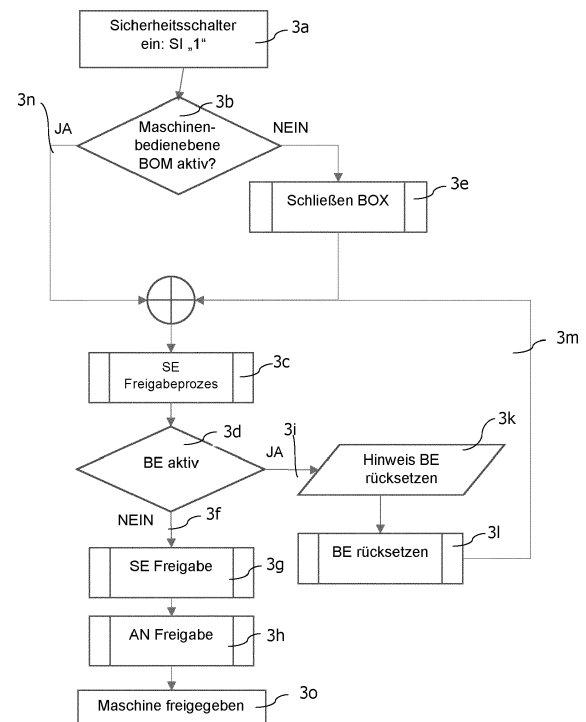 Sicherheitsschalter
ein: SI „1“
3a
3n
JA
3b
Maschinen-
bedienebene
BOM aktiv?
NEIN
Schließen BOX
3e
3m
SE
Freigabeprozes
3c
3d
BE aktiv
JA
3i
3k
Hinweis BE
rücksetzen
NEIN
3f
BE rücksetzen
3l
SE Freigabe
3g
AN Freigabe
3h
Maschine freigegeben
3o